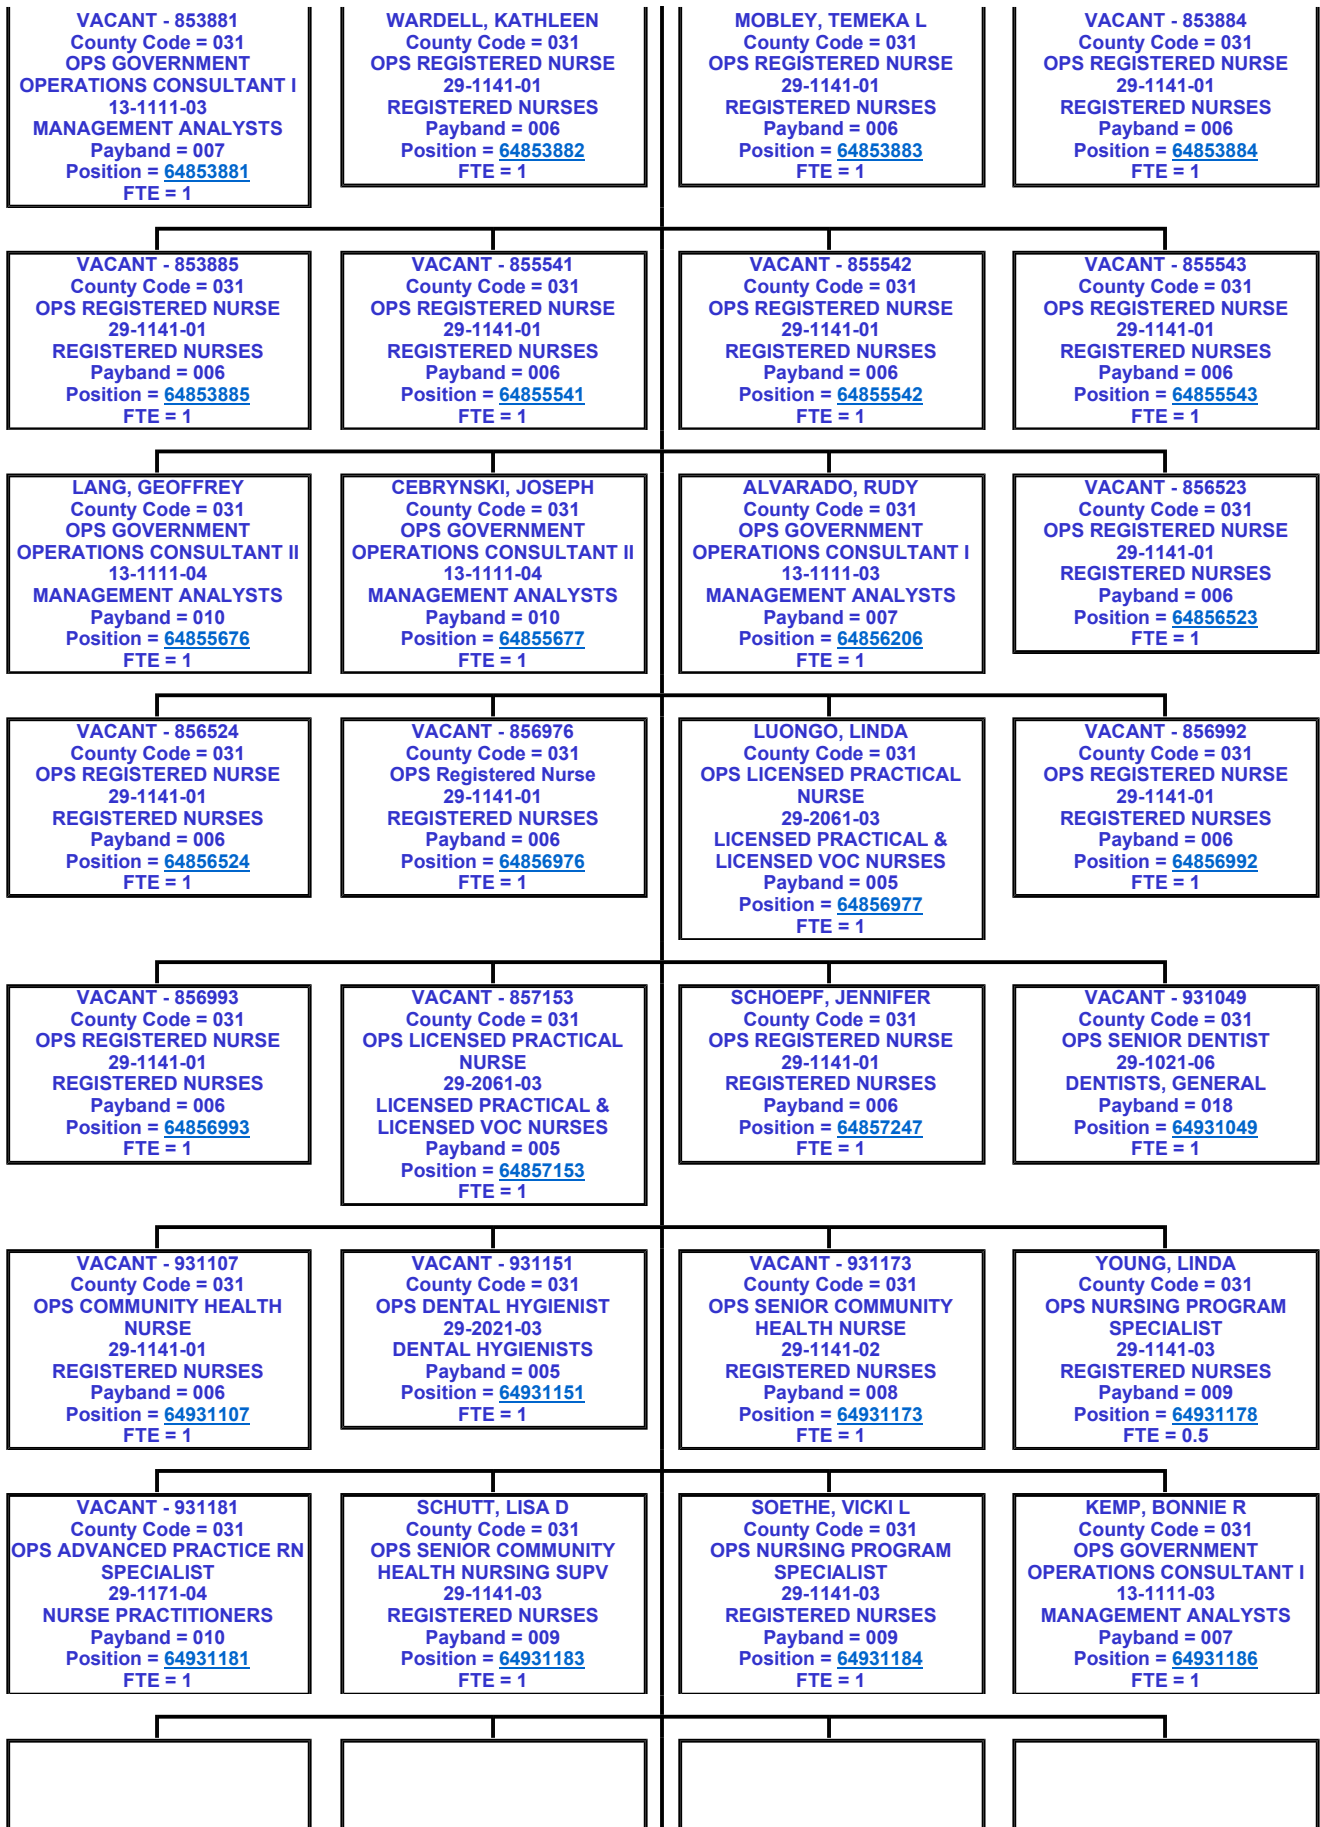 VACANT - 853881
County Code = 031
OPS GOVERNMENT
OPERATIONS CONSULTANT I
13-1111-03
MANAGEMENT ANALYSTS
Payband = 007
Position = 64853881
FTE = 1
WARDELL, KATHLEEN
County Code = 031
OPS REGISTERED NURSE
29-1141-01
REGISTERED NURSES
Payband = 006
Position = 64853882
FTE = 1
MOBLEY, TEMEKA L
County Code = 031
OPS REGISTERED NURSE
29-1141-01
REGISTERED NURSES
Payband = 006
Position = 64853883
FTE = 1
VACANT - 853884
County Code = 031
OPS REGISTERED NURSE
29-1141-01
REGISTERED NURSES
Payband = 006
Position = 64853884
FTE = 1
VACANT - 853885
County Code = 031
OPS REGISTERED NURSE
29-1141-01
REGISTERED NURSES
Payband = 006
Position = 64853885
FTE = 1
VACANT - 855541
County Code = 031
OPS REGISTERED NURSE
29-1141-01
REGISTERED NURSES
Payband = 006
Position = 64855541
FTE = 1
VACANT - 855542
County Code = 031
OPS REGISTERED NURSE
29-1141-01
REGISTERED NURSES
Payband = 006
Position = 64855542
FTE = 1
VACANT - 855543
County Code = 031
OPS REGISTERED NURSE
29-1141-01
REGISTERED NURSES
Payband = 006
Position = 64855543
FTE = 1
LANG, GEOFFREY
County Code = 031
OPS GOVERNMENT
OPERATIONS CONSULTANT II
13-1111-04
MANAGEMENT ANALYSTS
Payband = 010
Position = 64855676
FTE = 1
CEBRYNSKI, JOSEPH
County Code = 031
OPS GOVERNMENT
OPERATIONS CONSULTANT II
13-1111-04
MANAGEMENT ANALYSTS
Payband = 010
Position = 64855677
FTE = 1
ALVARADO, RUDY
County Code = 031
OPS GOVERNMENT
OPERATIONS CONSULTANT I
13-1111-03
MANAGEMENT ANALYSTS
Payband = 007
Position = 64856206
FTE = 1
VACANT - 856523
County Code = 031
OPS REGISTERED NURSE
29-1141-01
REGISTERED NURSES
Payband = 006
Position = 64856523
FTE = 1
VACANT - 856524
County Code = 031
OPS REGISTERED NURSE
29-1141-01
REGISTERED NURSES
Payband = 006
Position = 64856524
FTE = 1
VACANT - 856976
County Code = 031
OPS Registered Nurse
29-1141-01
REGISTERED NURSES
Payband = 006
Position = 64856976
FTE = 1
LUONGO, LINDA
County Code = 031
OPS LICENSED PRACTICAL
NURSE
29-2061-03
LICENSED PRACTICAL &
LICENSED VOC NURSES
Payband = 005
Position = 64856977
FTE = 1
VACANT - 856992
County Code = 031
OPS REGISTERED NURSE
29-1141-01
REGISTERED NURSES
Payband = 006
Position = 64856992
FTE = 1
VACANT - 856993
County Code = 031
OPS REGISTERED NURSE
29-1141-01
REGISTERED NURSES
Payband = 006
Position = 64856993
FTE = 1
VACANT - 857153
County Code = 031
OPS LICENSED PRACTICAL
NURSE
29-2061-03
LICENSED PRACTICAL &
LICENSED VOC NURSES
Payband = 005
Position = 64857153
FTE = 1
SCHOEPF, JENNIFER
County Code = 031
OPS REGISTERED NURSE
29-1141-01
REGISTERED NURSES
Payband = 006
Position = 64857247
FTE = 1
VACANT - 931049
County Code = 031
OPS SENIOR DENTIST
29-1021-06
DENTISTS, GENERAL
Payband = 018
Position = 64931049
FTE = 1
VACANT - 931107
County Code = 031
OPS COMMUNITY HEALTH
NURSE
29-1141-01
REGISTERED NURSES
Payband = 006
Position = 64931107
FTE = 1
VACANT - 931151
County Code = 031
OPS DENTAL HYGIENIST
29-2021-03
DENTAL HYGIENISTS
Payband = 005
Position = 64931151
FTE = 1
VACANT - 931173
County Code = 031
OPS SENIOR COMMUNITY
HEALTH NURSE
29-1141-02
REGISTERED NURSES
Payband = 008
Position = 64931173
FTE = 1
YOUNG, LINDA
County Code = 031
OPS NURSING PROGRAM
SPECIALIST
29-1141-03
REGISTERED NURSES
Payband = 009
Position = 64931178
FTE = 0.5
VACANT - 931181
County Code = 031
OPS ADVANCED PRACTICE RN
SPECIALIST
29-1171-04
NURSE PRACTITIONERS
Payband = 010
Position = 64931181
FTE = 1
SCHUTT, LISA D
County Code = 031
OPS SENIOR COMMUNITY
HEALTH NURSING SUPV
29-1141-03
REGISTERED NURSES
Payband = 009
Position = 64931183
FTE = 1
SOETHE, VICKI L
County Code = 031
OPS NURSING PROGRAM
SPECIALIST
29-1141-03
REGISTERED NURSES
Payband = 009
Position = 64931184
FTE = 1
KEMP, BONNIE R
County Code = 031
OPS GOVERNMENT
OPERATIONS CONSULTANT I
13-1111-03
MANAGEMENT ANALYSTS
Payband = 007
Position = 64931186
FTE = 1